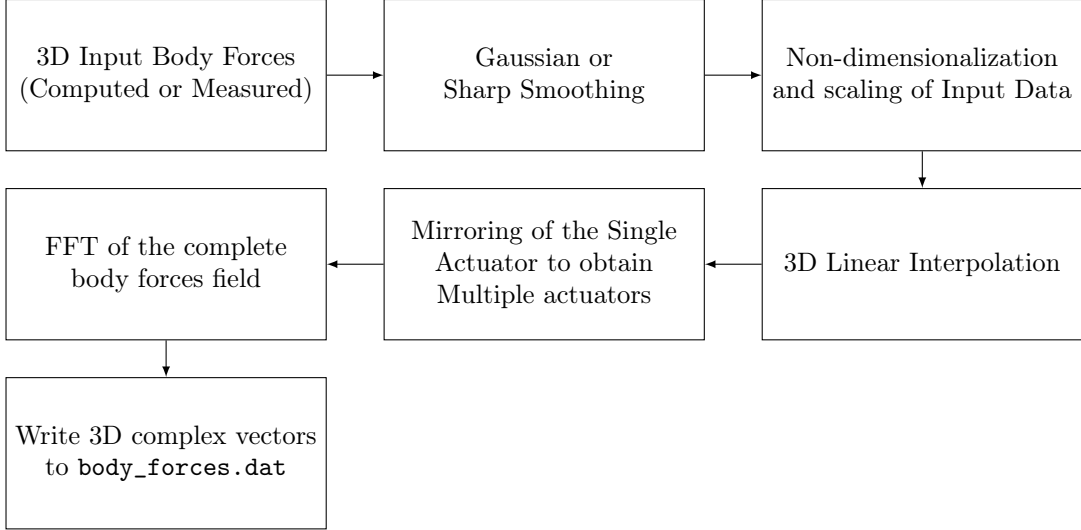 3D Input Body Forces
(Computed or Measured)
Gaussian or
Sharp Smoothing
Non-dimensionalization
and scaling of Input Data
3D Linear Interpolation
Mirroring of the Single
Actuator to obtain
Multiple actuators
FFT of the complete
body forces field
Write 3D complex vectors
to body_forces.dat